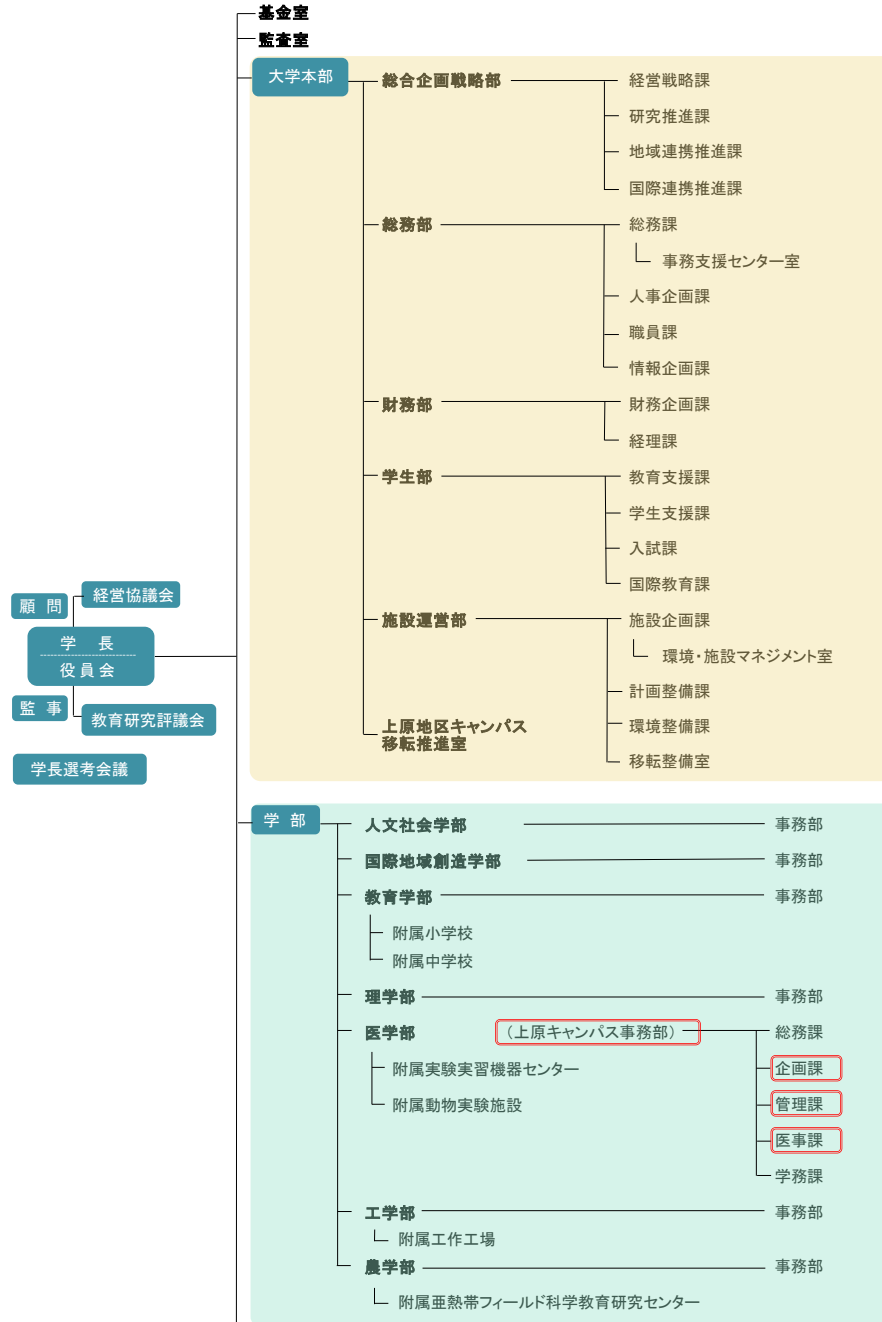 基金室
監査室
大学本部
総合企画戦略部
経営戦略課
研究推進課
地域連携推進課
国際連携推進課
総務部
総務課
事務支援センター室
人事企画課
職員課
情報企画課
財務部
財務企画課
経理課
学生部
教育支援課
学生支援課
入試課
国際教育課
顧 問
経営協議会
学 長
役員会
監 事
教育研究評議会
学長選考会議
施設運営部
施設企画課
環境・施設マネジメント室
計画整備課
環境整備課
移転整備室
上原地区キャンパス
移転推進室
学 部
人文社会学部
事務部
国際地域創造学部
事務部
教育学部
事務部
附属小学校
附属中学校
理学部
事務部
医学部
（上原キャンパス事務部）
総務課
附属実験実習機器センター
企画課
附属動物実験施設
管理課
医事課
学務課
工学部
事務部
附属工作工場
農学部
事務部
附属亜熱帯フィールド科学教育研究センター